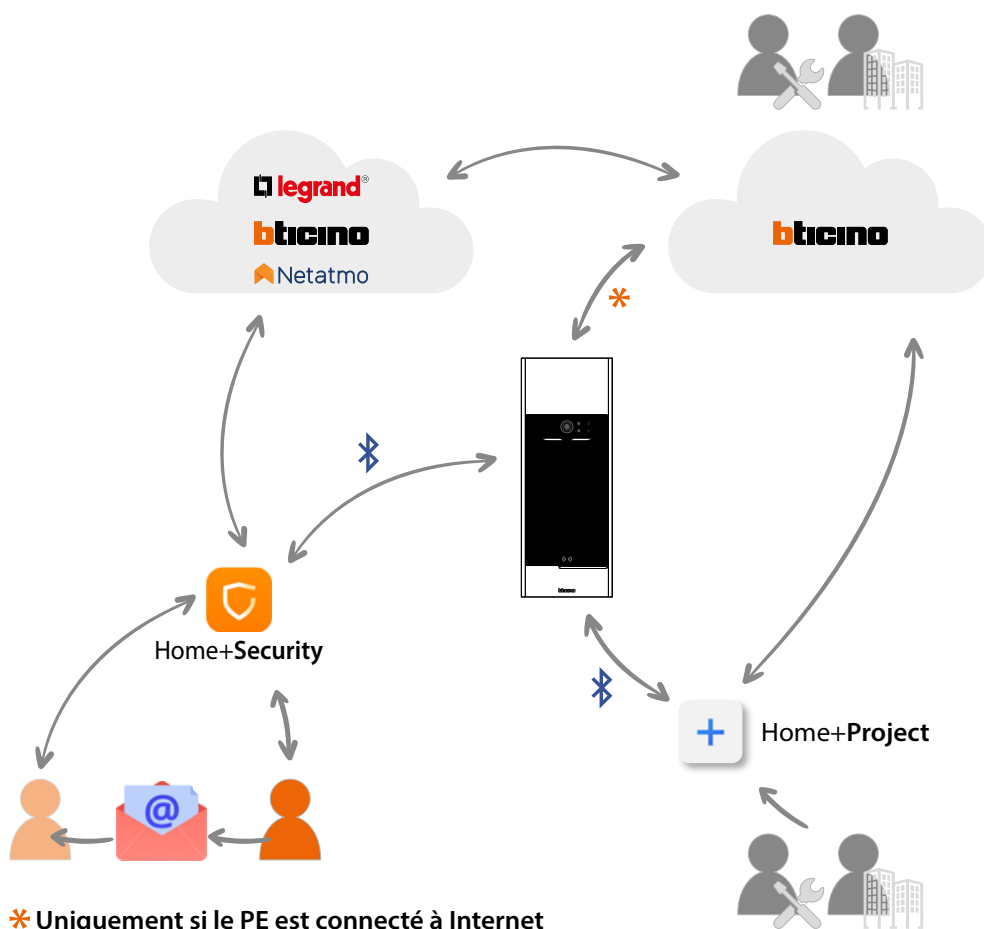 legrand®
bticino
Netatmo
bticino
Home+Security
Home+Project
@
* Uniquement si le PE est connecté à Internet